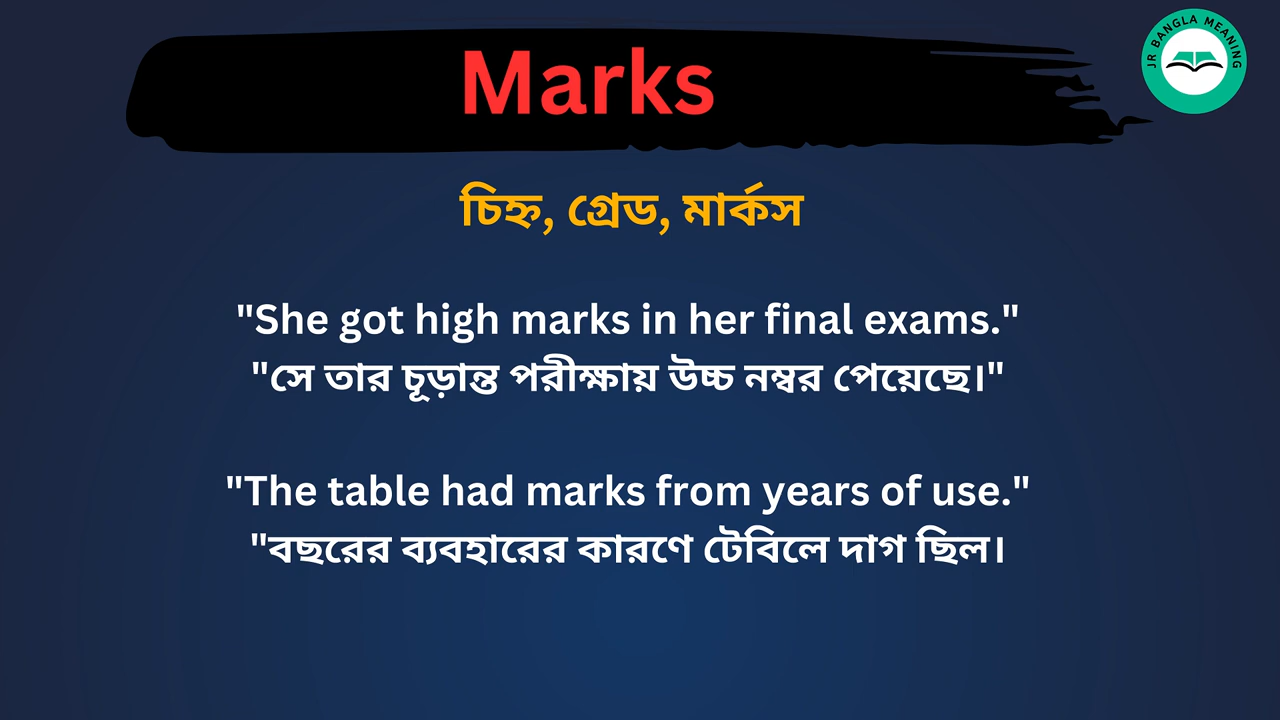 Marks
JR BANGLA MEANING
চিহ্ন, গ্রেড, মার্কস
"She got high marks in her final exams."
"সে তার চূড়ান্ত পরীক্ষায় উচ্চ নম্বর পেয়েছে।"
"The table had marks from years of use."
"বছরের ব্যবহারের কারণে টেবিলে দাগ ছিল।